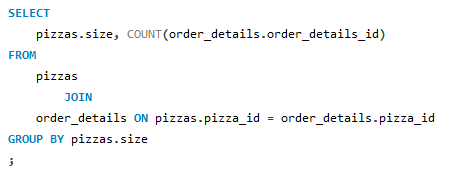 SELECT
    pizzas.size, COUNT(order_details.order_details_id)
FROM
    pizzas
        JOIN
    order_details ON pizzas.pizza_id = order_details.pizza_id
GROUP BY pizzas.size
;